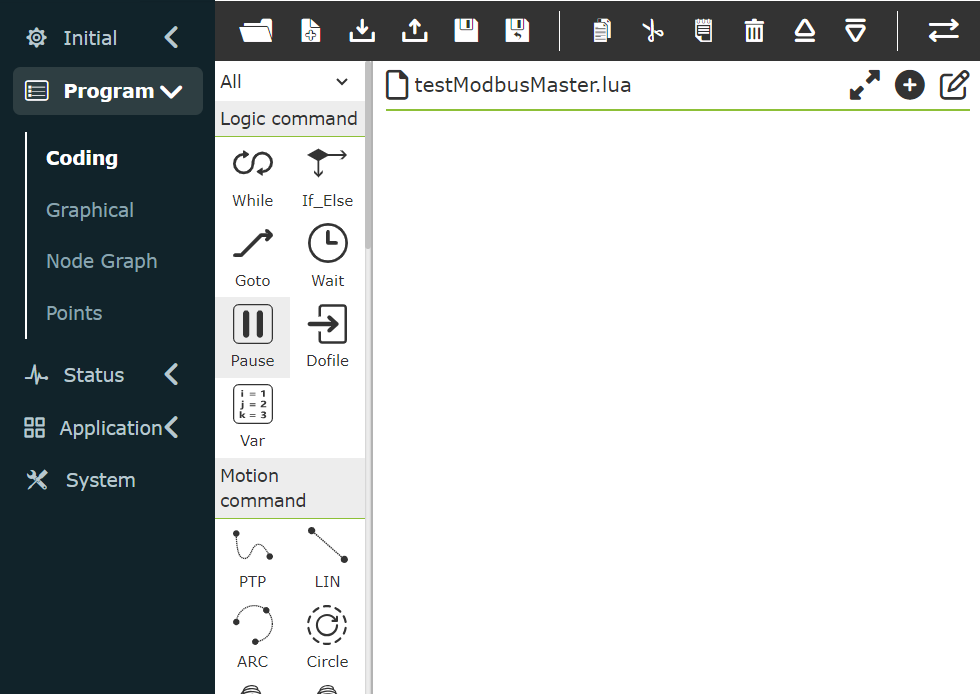 Initial
Program
Coding
Graphical
Node Graph
Points
Status
Application
System
All
Logic command
While If_Else
Goto Wait
Pause Dofile
i = 1
j = 2
k = 3
Var
Motion
command
PTP LIN
ARC Circle
testModbusMaster.lua